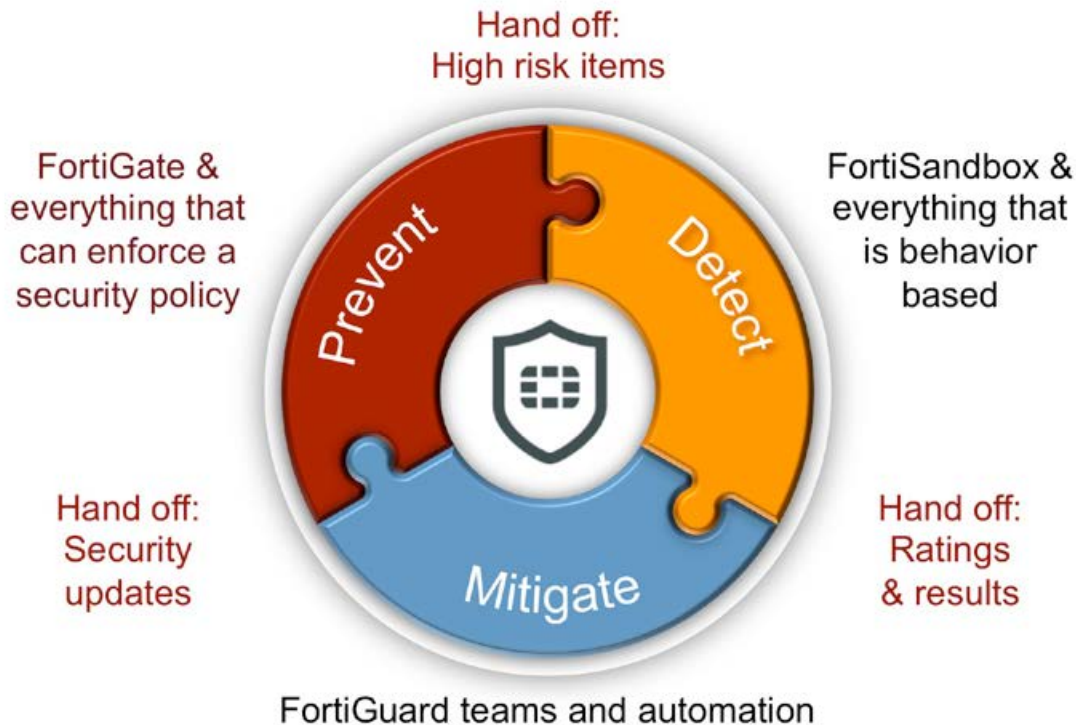 Hand off:
High risk items
FortiGate &
everything that
can enforce a
security policy
Prevent
Detect
FortiSandbox &
everything that
is behavior
based
Hand off:
Security
updates
Mitigate
Hand off:
Ratings
& results
FortiGuard teams and automation